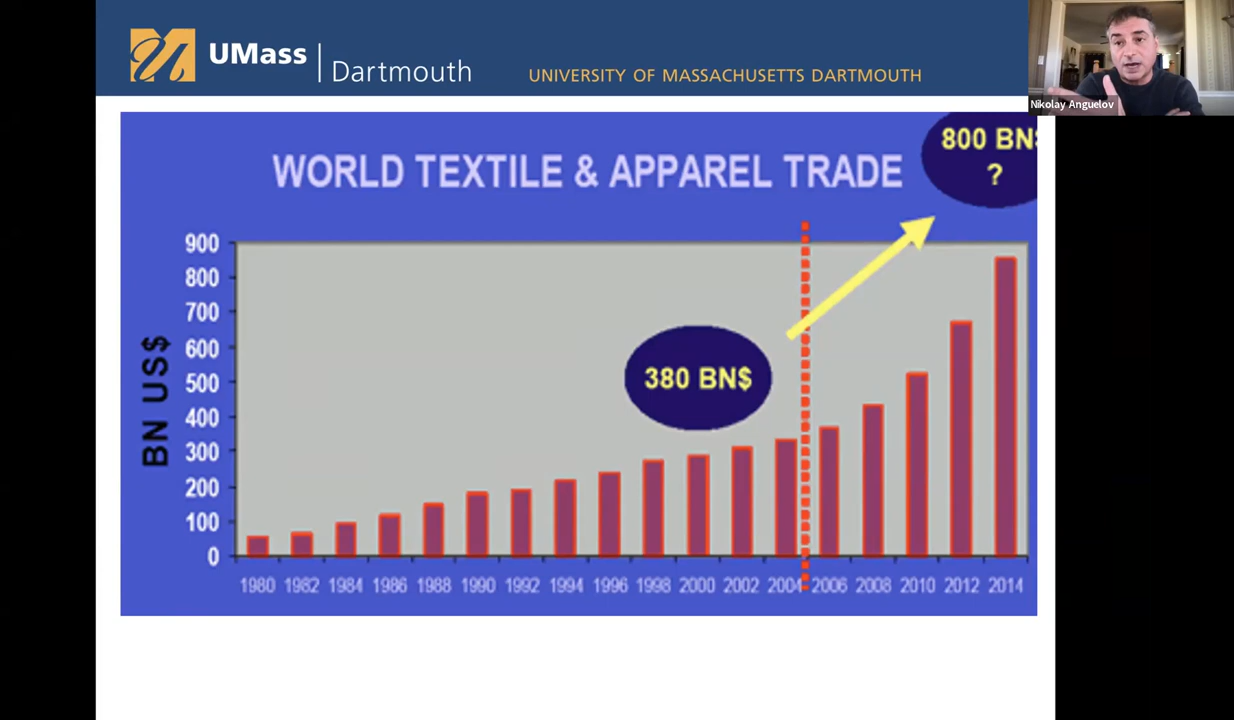 UMass
Dartmouth
UNIVERSITY OF MASSACHUSETTS DARTMOUTH
Nikolay Anguelov
800 BN$
?
WORLD TEXTILE & APPAREL TRADE
900
800
700
600
500
400
300
200
100
0
BN US$
380 BN$
1980 1982 1984 1986 1988 1990 1992 1994 1996 1998 2000 2002 2004 2006 2008 2010 2012 2014